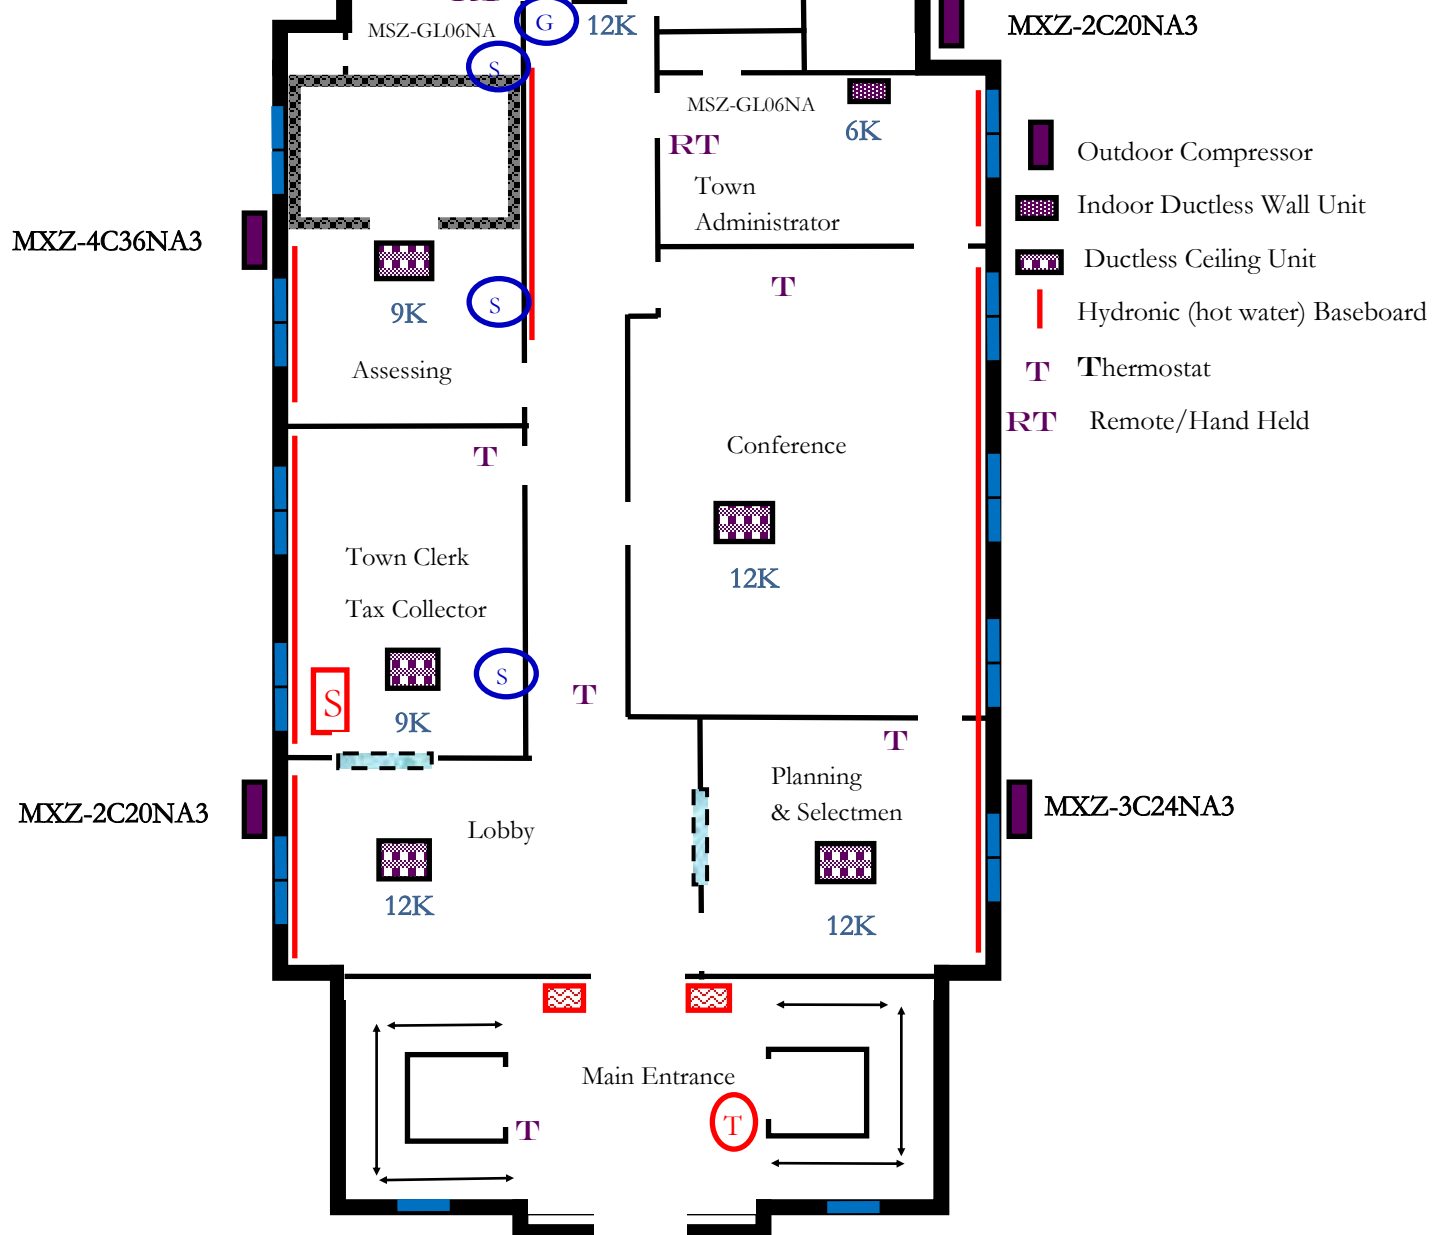 MSZ-GL06NA
G
12K
MXZ-2C20NA3
S
MSZ-GL06NA
6K
RT
Town
Administrator
Outdoor Compressor
Indoor Ductless Wall Unit
Ductless Ceiling Unit
Hydronic (hot water) Baseboard
T Thermostat
RT Remote/Hand Held
MXZ-4C36NA3
9K
S
T
Assessing
Conference
T
12K
Town Clerk
Tax Collector
S
S
9K
T
T
Planning
& Selectmen
MXZ-2C20NA3
MXZ-3C24NA3
Lobby
12K
12K
Main Entrance
T
T